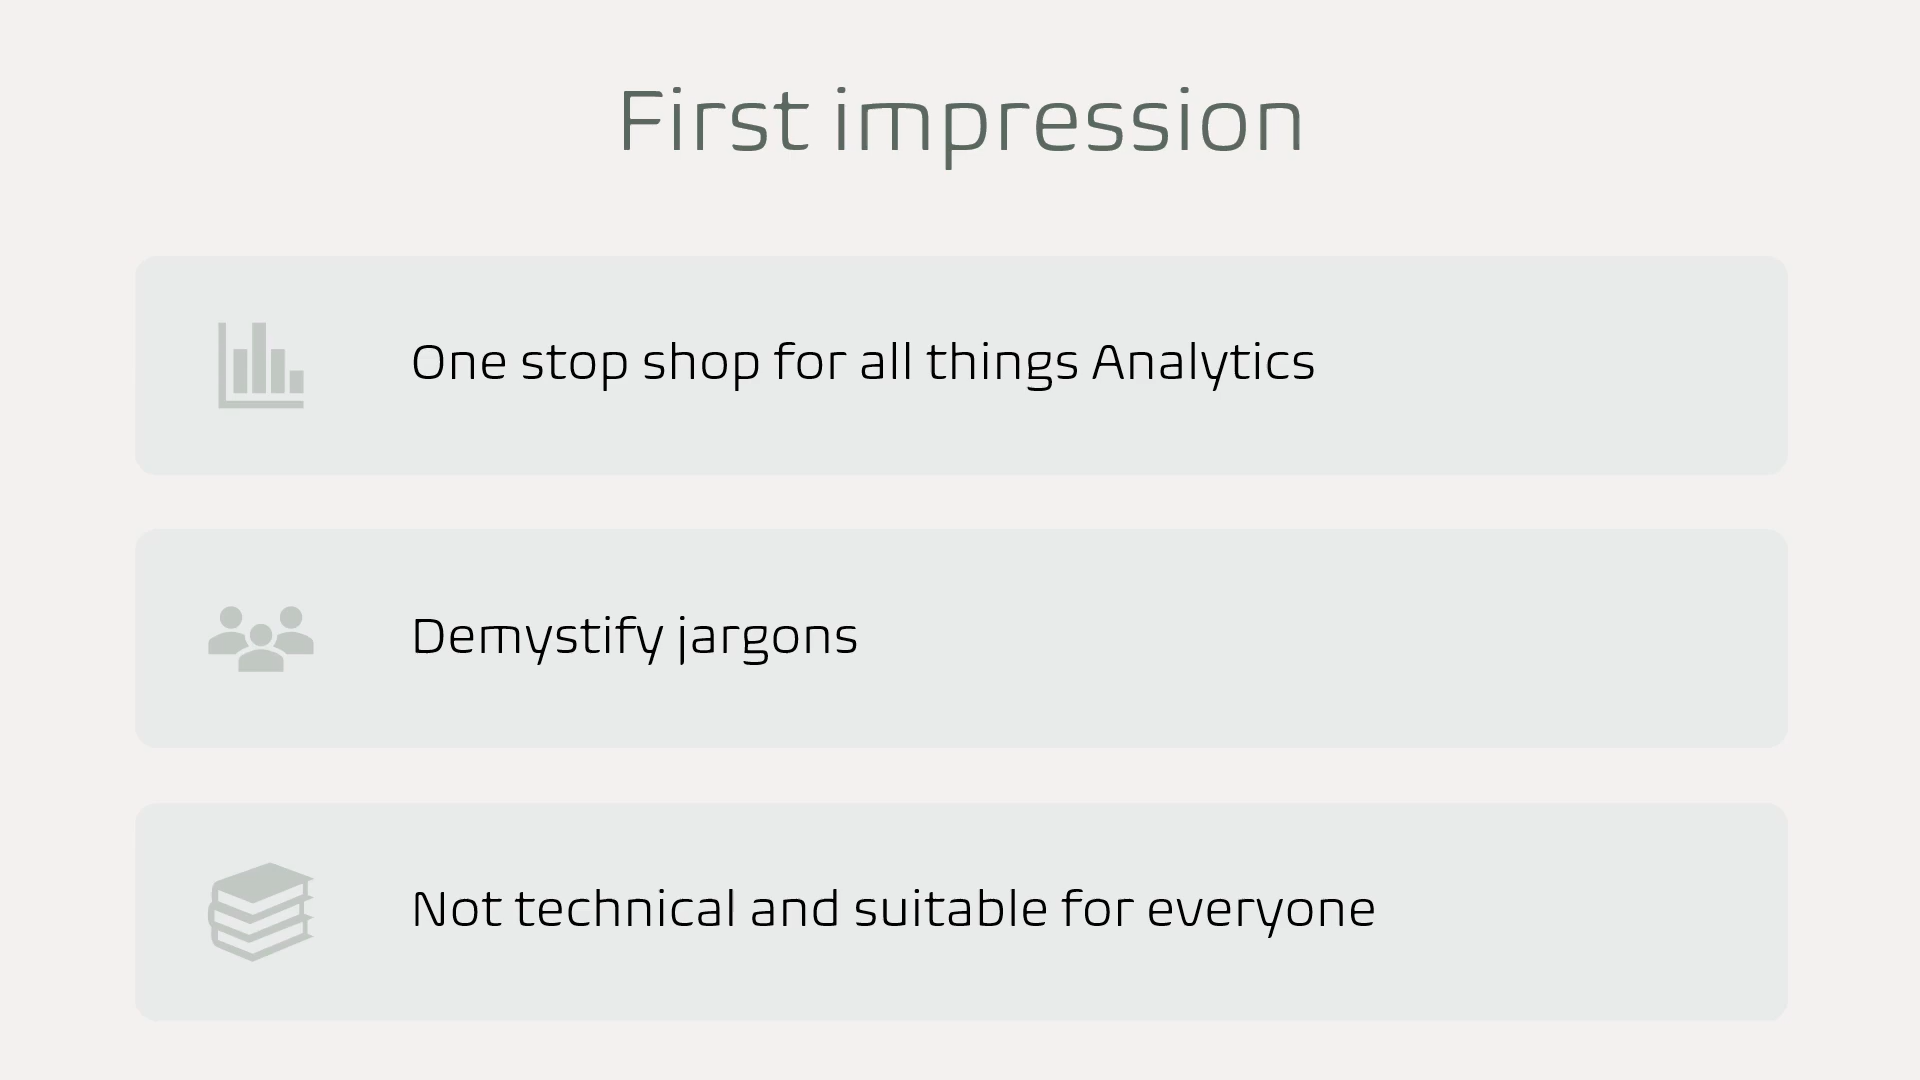 First impression
One stop shop for all things Analytics
Demystify jargons
Not technical and suitable for everyone